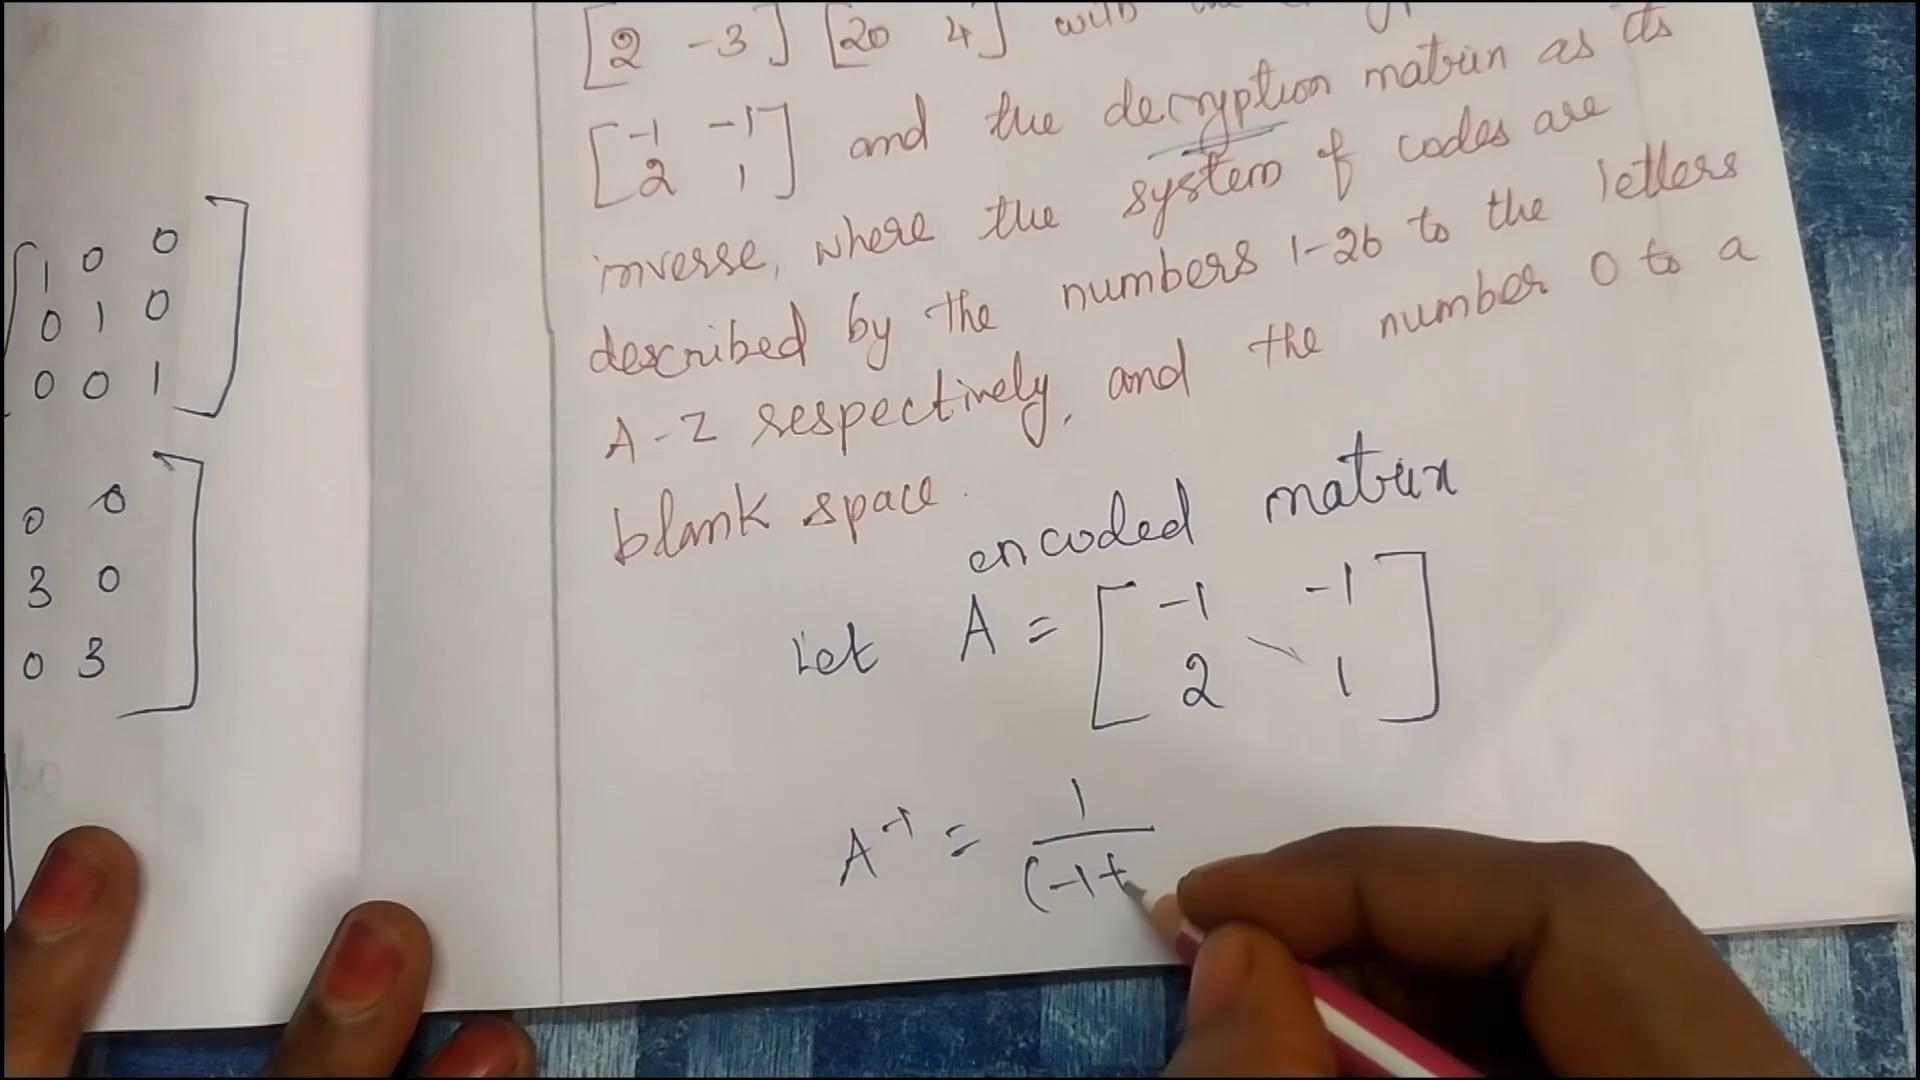 1 0 0
0 1 0
0 0 1
0 0
3 0
0 3
[2 -3] [20 4] with
[-1 -1
2 1] and the decryption matrix as its
inverse, where the system of codes are
described by the numbers 1-26 to the letters
A-Z respectively, and the number 0 to a
blank space.
encoded matrix
Let A = [-1 -1
2 1]
A⁻¹ = 1
(-1+